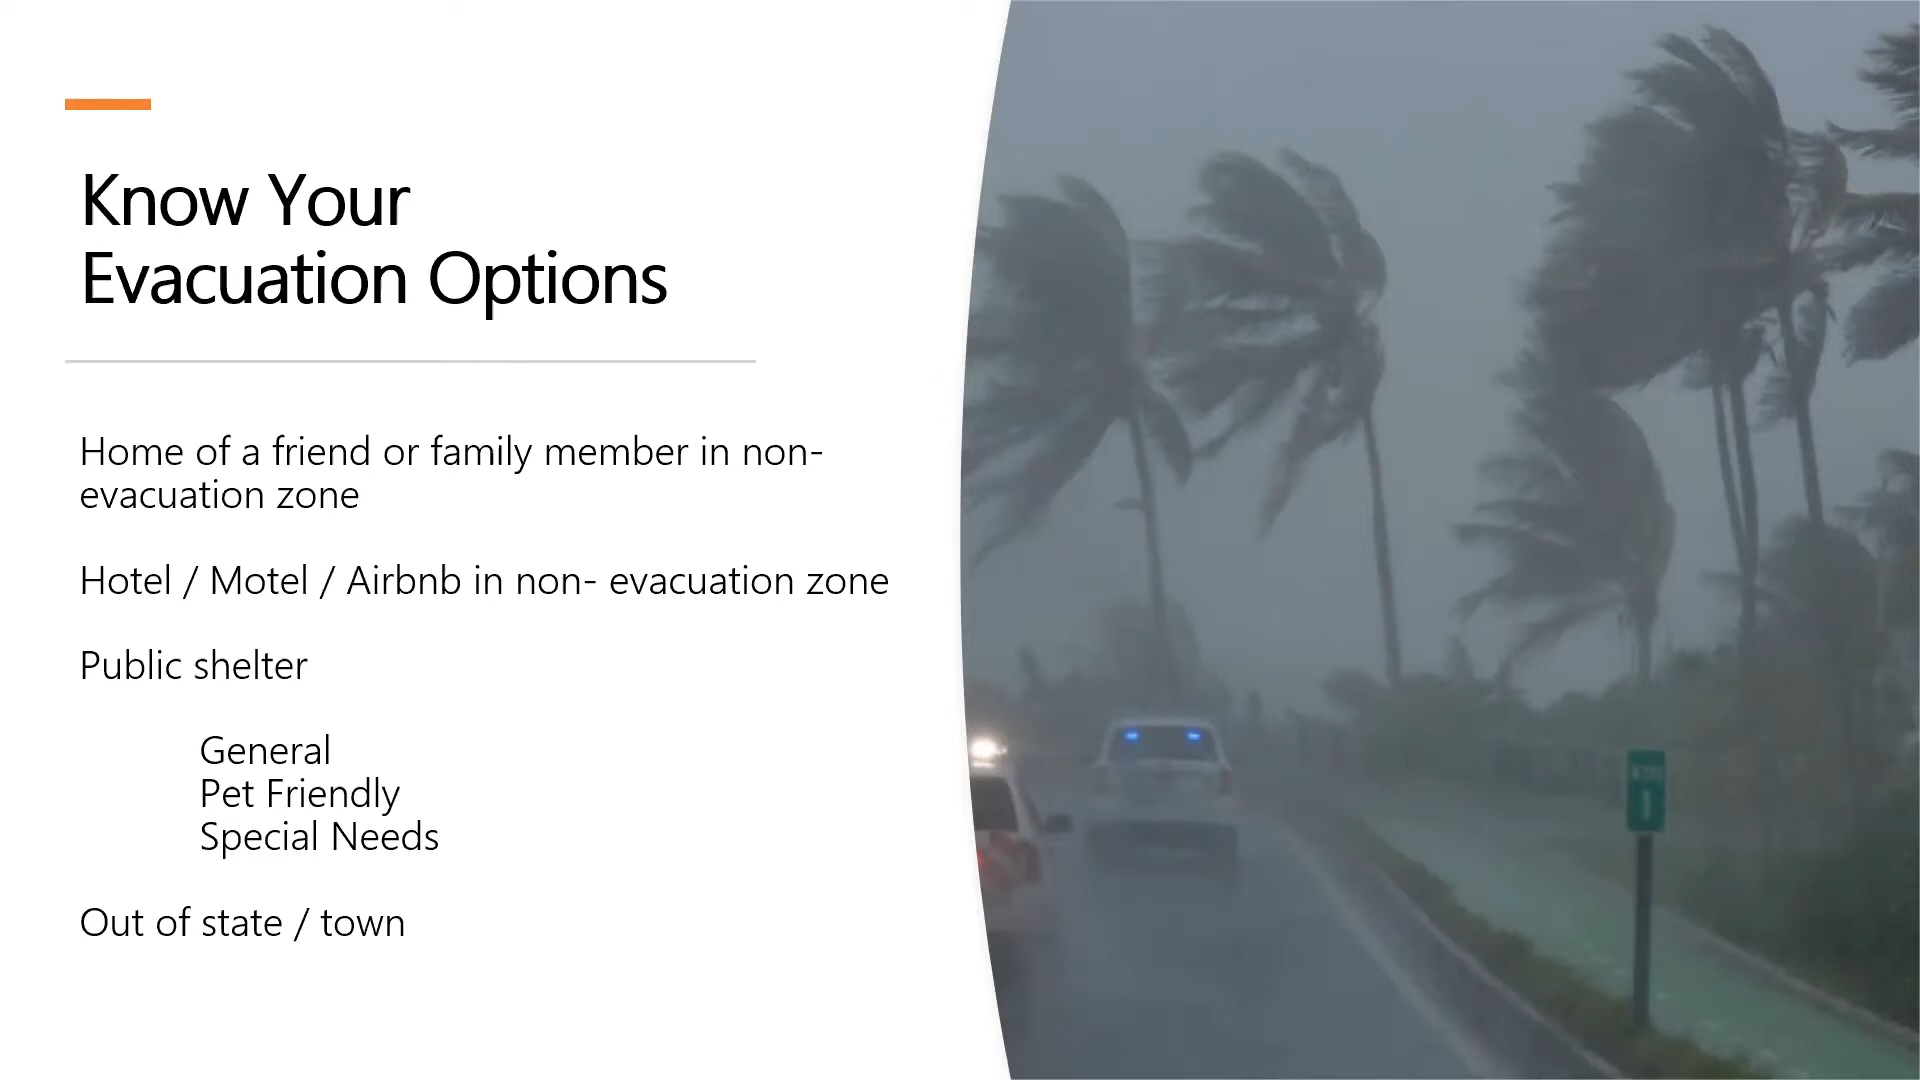 Know Your
Evacuation Options
Home of a friend or family member in non-
evacuation zone
Hotel / Motel / Airbnb in non- evacuation zone
Public shelter
General
Pet Friendly
Special Needs
Out of state / town
1